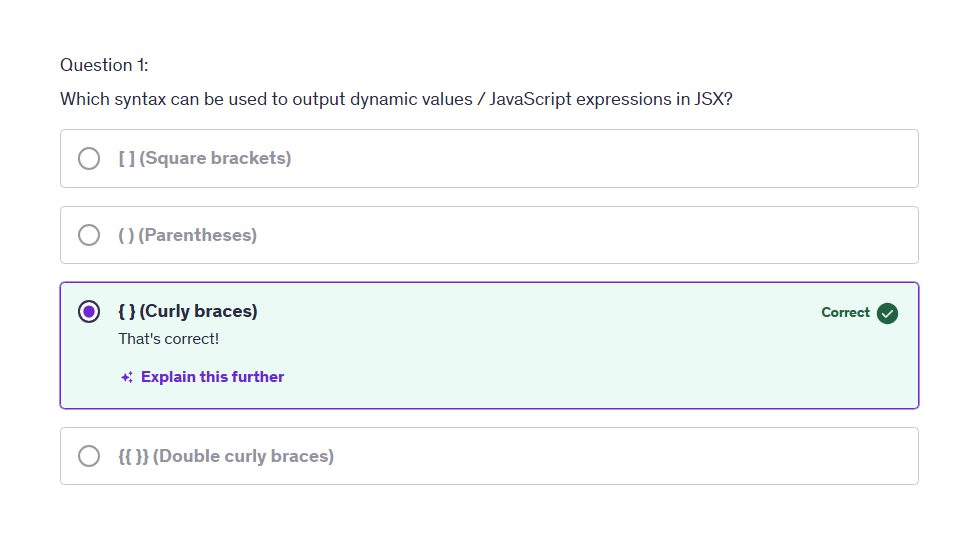 Question 1:
Which syntax can be used to output dynamic values / JavaScript expressions in JSX?
[ ] (Square brackets)
( ) (Parentheses)
{ } (Curly braces)
Correct
That's correct!
Explain this further
{{ }} (Double curly braces)